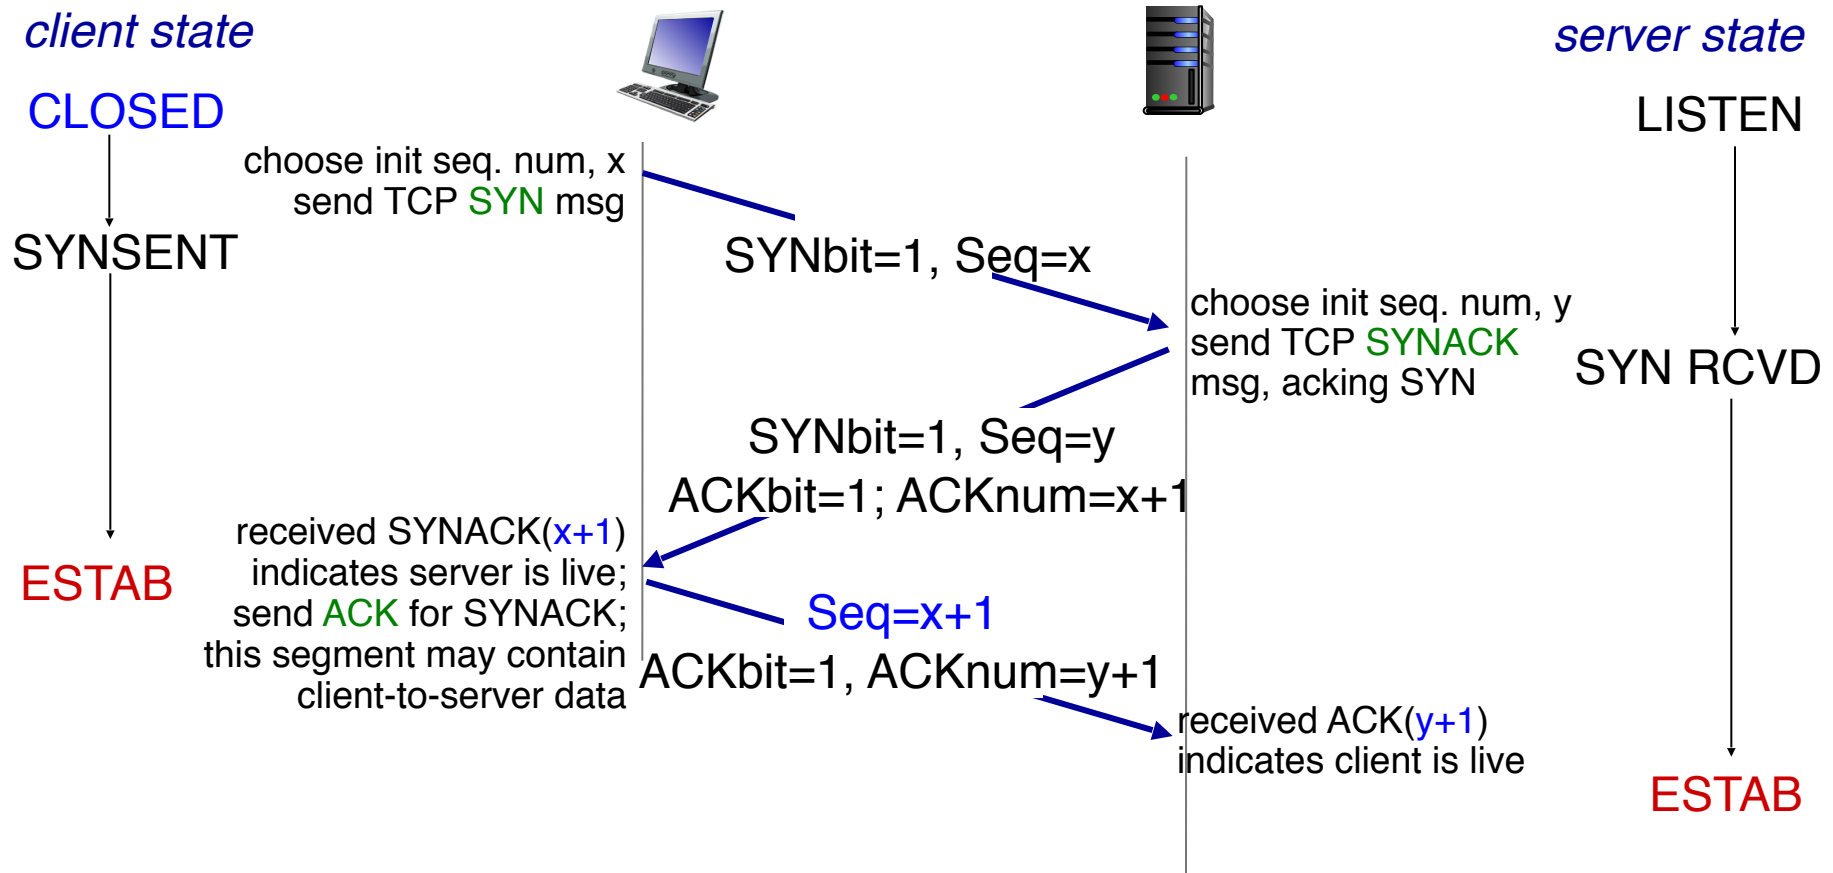 client state
server state
CLOSED
LISTEN
choose init seq. num, x
send TCP SYN msg
SYNSENT
SYNbit=1, Seq=x
choose init seq. num, y
send TCP SYNACK
msg, acking SYN
SYN RCVD
SYNbit=1, Seq=y
ACKbit=1; ACKnum=x+1
received SYNACK(x+1)
indicates server is live;
send ACK for SYNACK;
this segment may contain
client-to-server data
ESTAB
Seq=x+1
ACKbit=1, ACKnum=y+1
received ACK(y+1)
indicates client is live
ESTAB